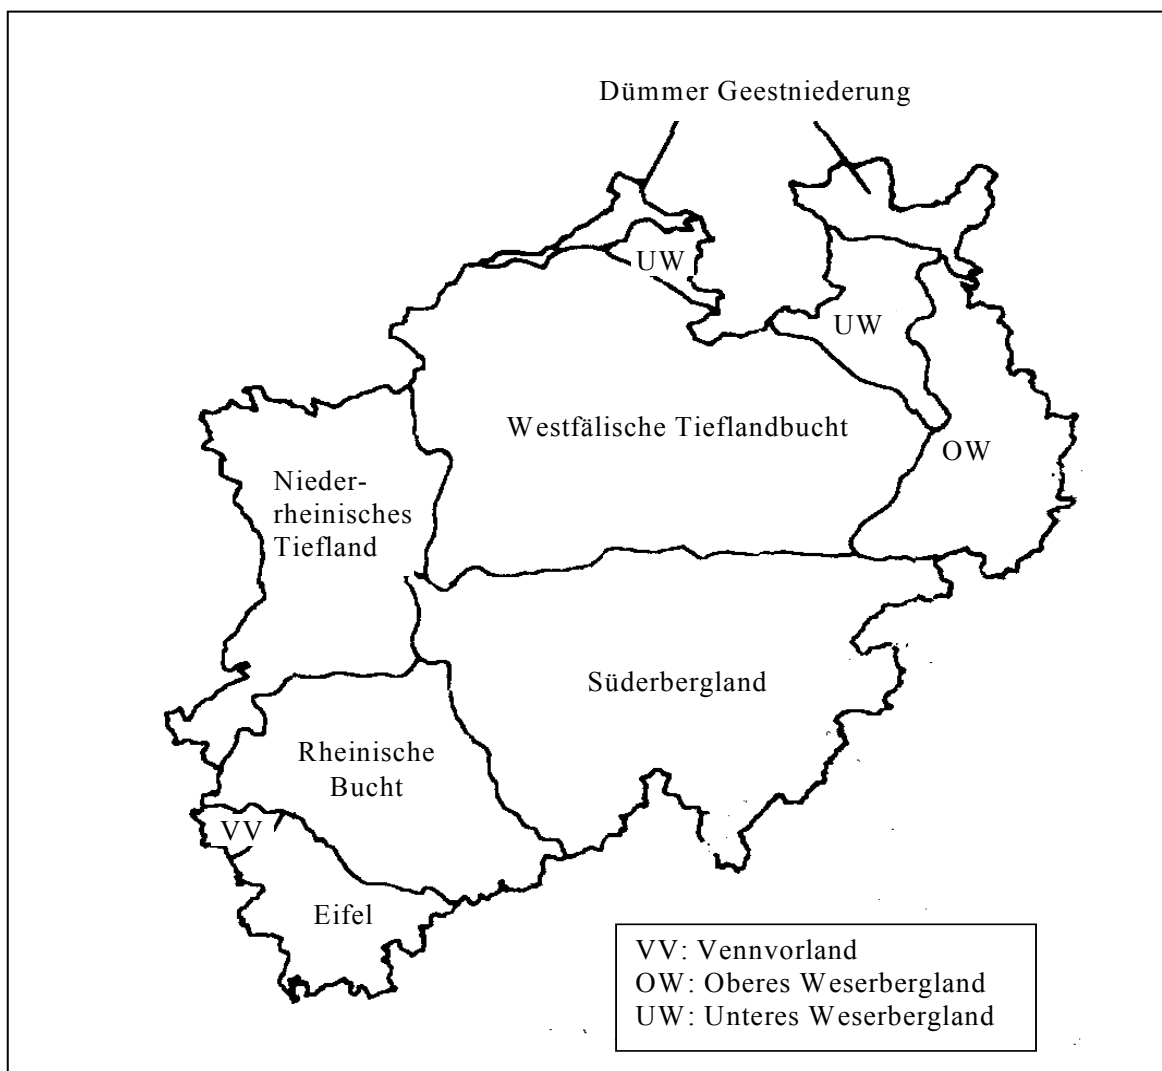 Dümmer Geestniederung
UW
UW
Westfälische Tieflandbucht
OW
Nieder-
rheinisches
Tiefland
Süderbergland
Rheinische
Bucht
VV
Eifel
VV: Vennvorland
OW: Oberes Weserbergland
UW: Unteres Weserbergland